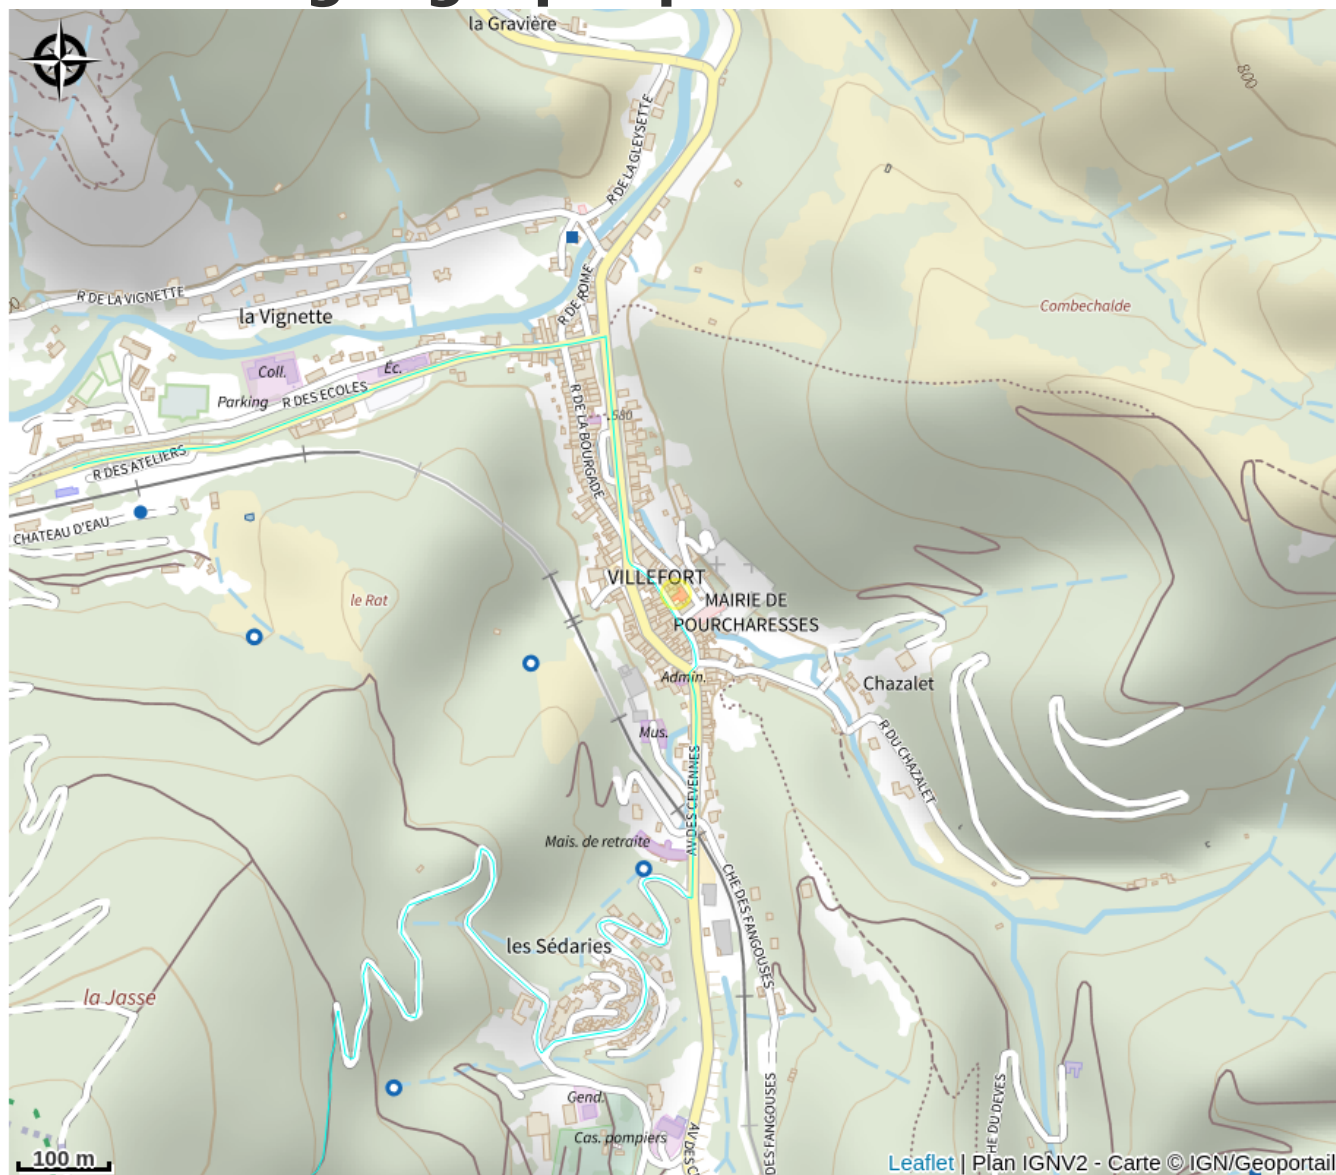 la Gravière
800
R DE LA GLEYSETTE
R DE LA VIGNETTE
la Vignette
R DE ROME
Combechalde
Coll.
Éc.
Parking
R DES ECOLES
580
R DE LA BOURGADE
R DES ATELIERS
CHATEAU D'EAU
VILLEFORT
le Rat
MAIRIE DE
POURCHARESSES
Admin.
Chazalet
Mus.
R DU CHAZALET
AV DES CEVENNES
Mais. de retraite
CHE DES FANGOUSES
les Sédaries
la Jasse
Gend.
Cas. pompiers
DES FANGOUSES
HE DU DEVES
AV DES C
100 m
Leaflet | Plan IGNV2 - Carte © IGN/Geoportail